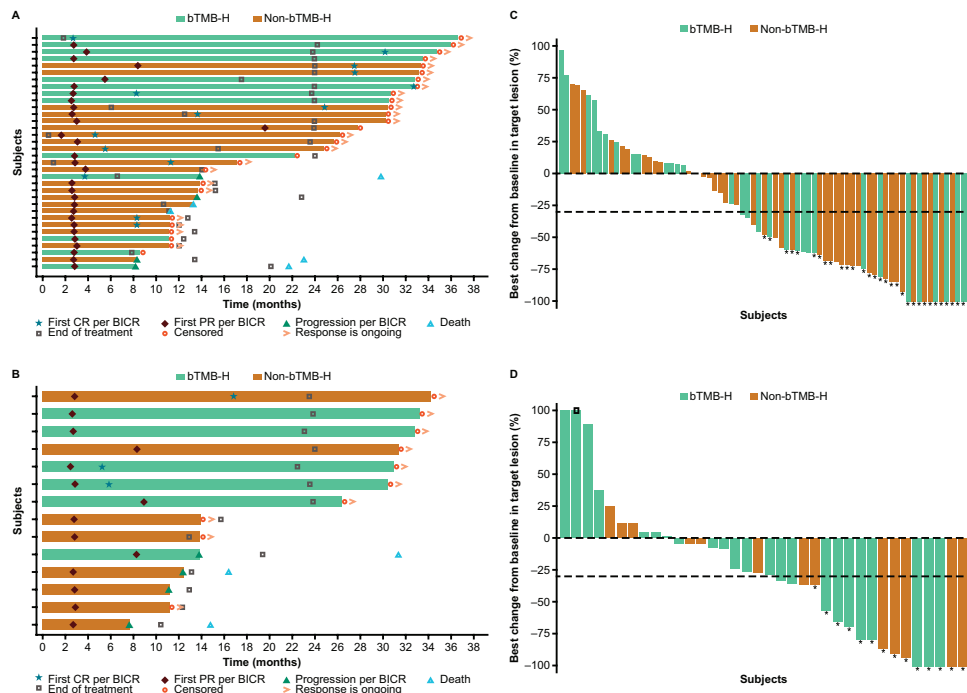 A
bTMB-H Non-bTMB-H
Subjects
0 2 4 6 8 10 12 14 16 18 20 22 24 26 28 30 32 34 36 38
Time (months)
First CR per BICR First PR per BICR Progression per BICR Death
End of treatment Censored Response is ongoing
B
bTMB-H Non-bTMB-H
Subjects
0 2 4 6 8 10 12 14 16 18 20 22 24 26 28 30 32 34 36 38
Time (months)
First CR per BICR First PR per BICR Progression per BICR Death
End of treatment Censored Response is ongoing
C
bTMB-H Non-bTMB-H
Best change from baseline in target lesion (%)
100
75
50
25
0
−25
−50
−75
−100
Subjects
D
bTMB-H Non-bTMB-H
Best change from baseline in target lesion (%)
100
75
50
25
0
−25
−50
−75
−100
Subjects